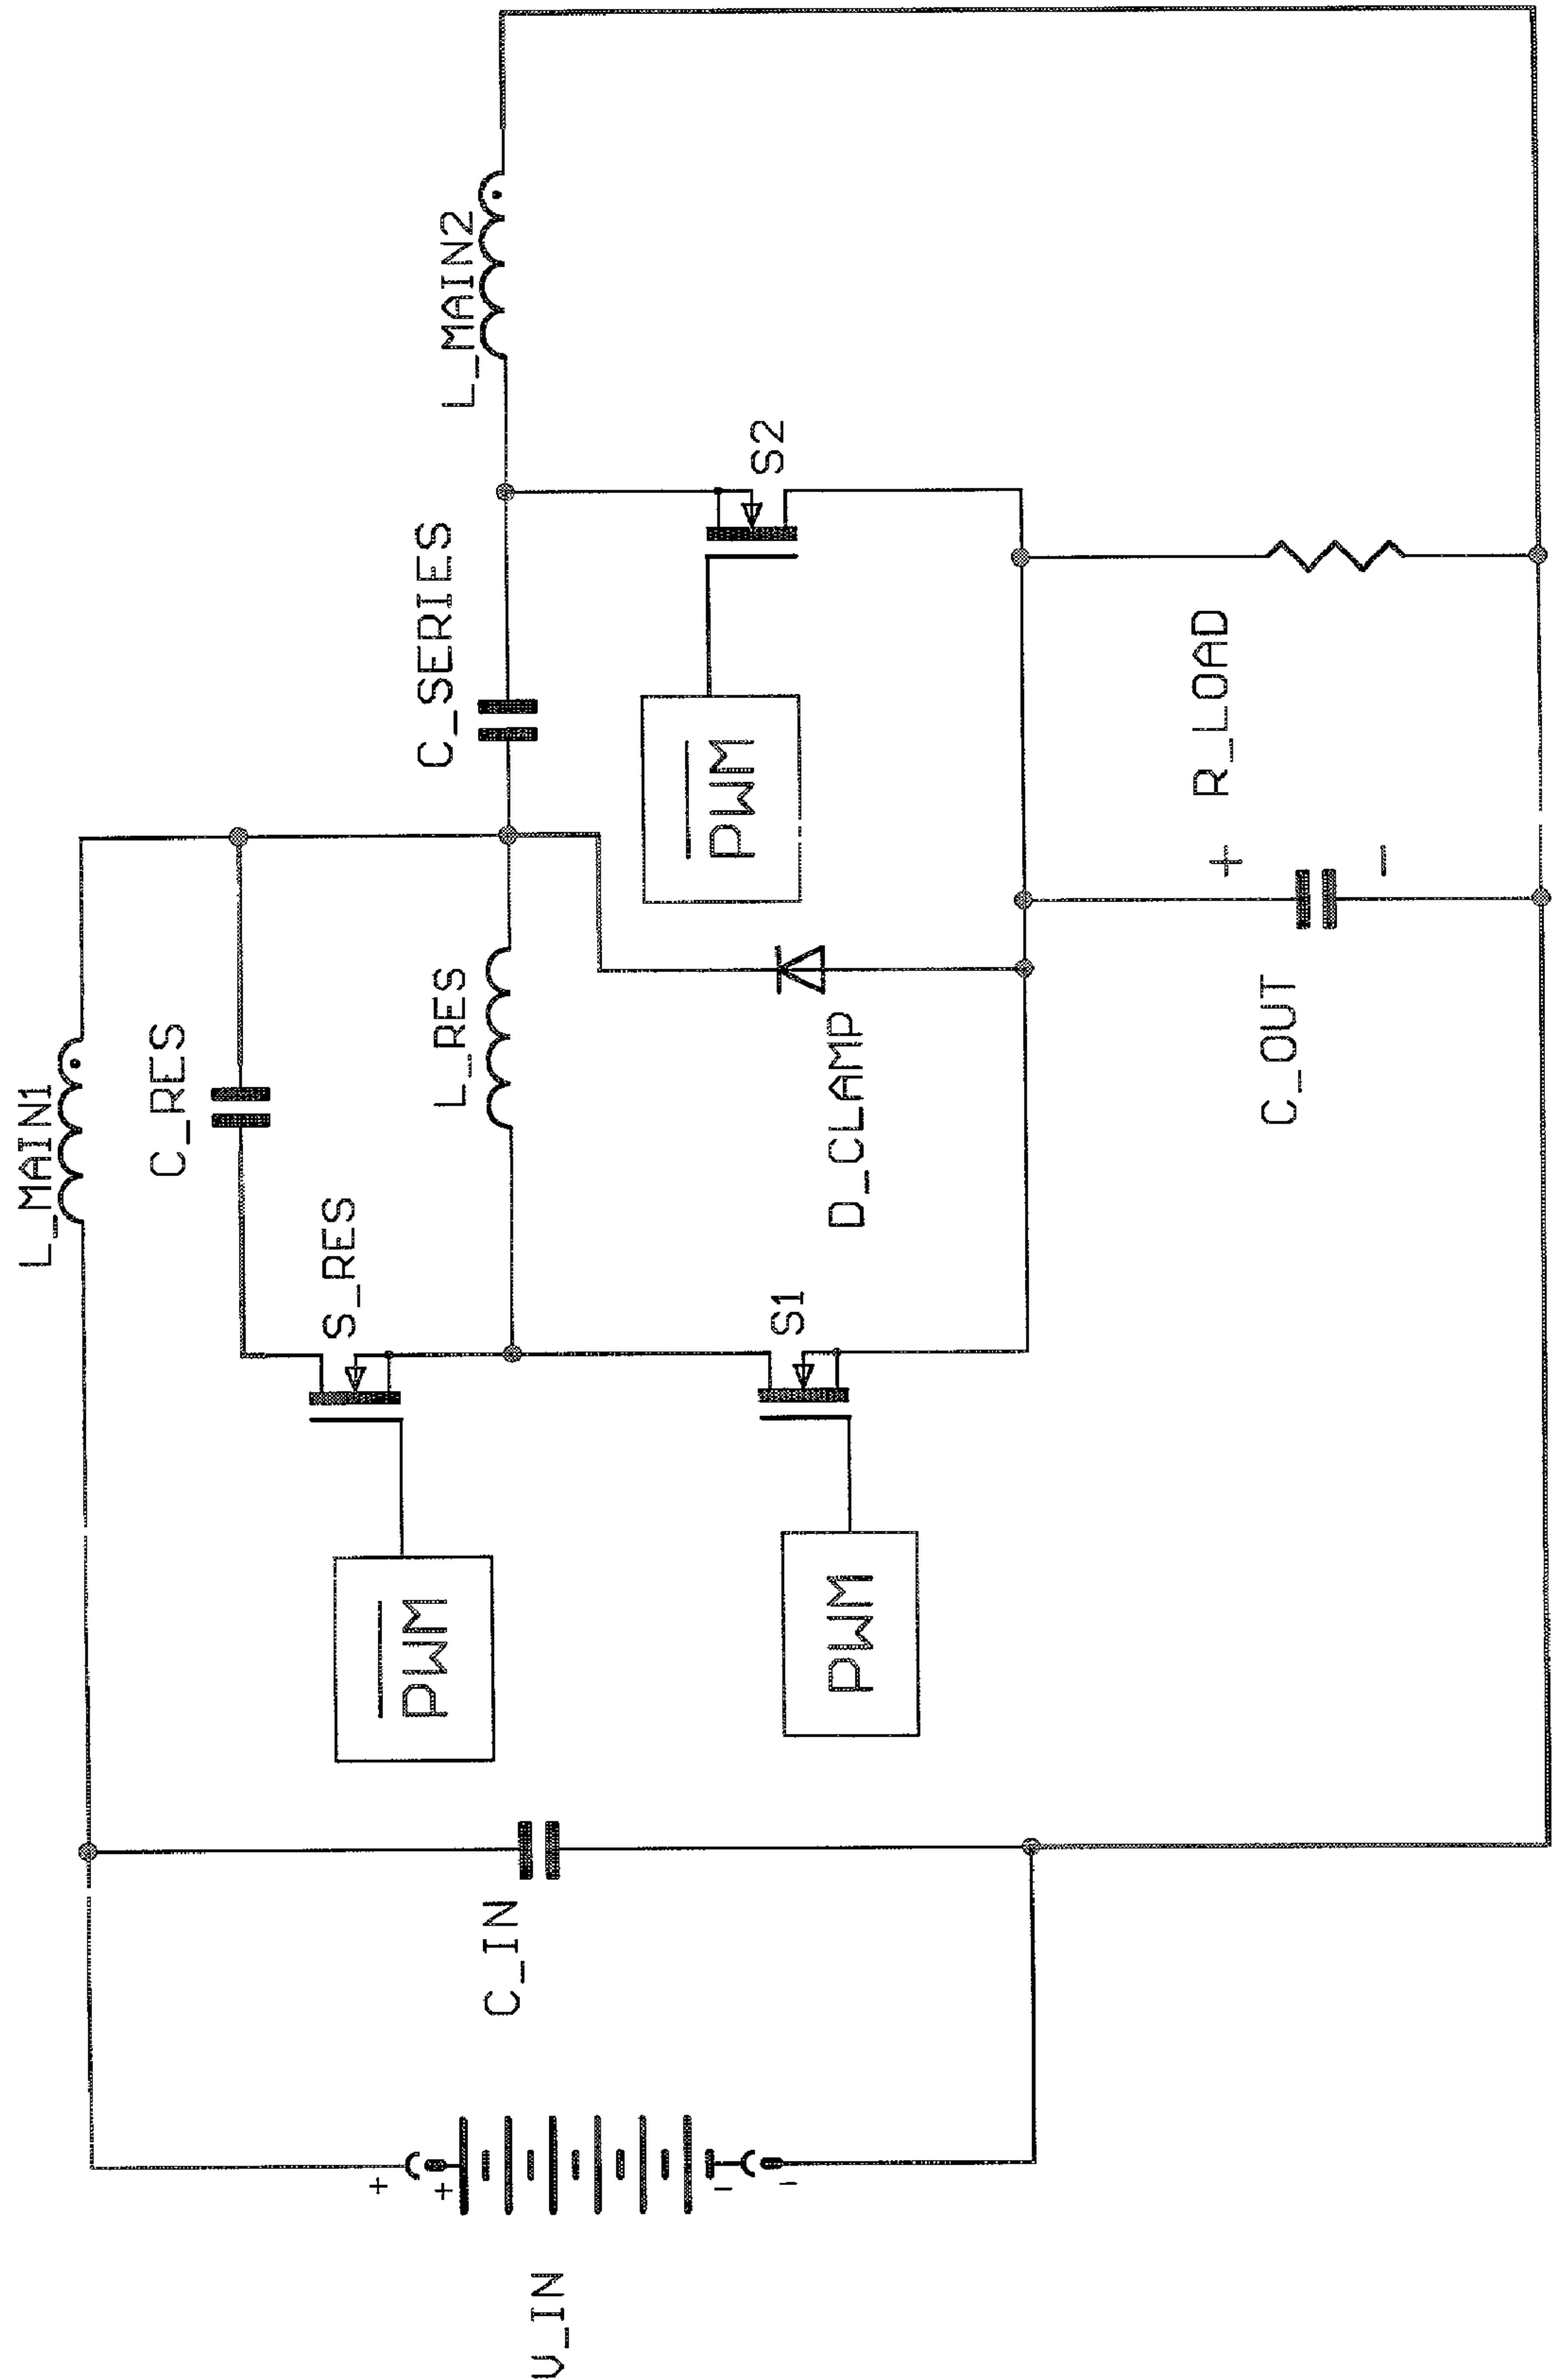 L_MAIN1
L_MAIN2
C_RES
C_SERIES
S_RES
L_RES
S2
PWM
PWM
S1
D_CLAMP
PWM
R_LOAD
+
-
C_OUT
C_IN
+
+
-
-
V_IN